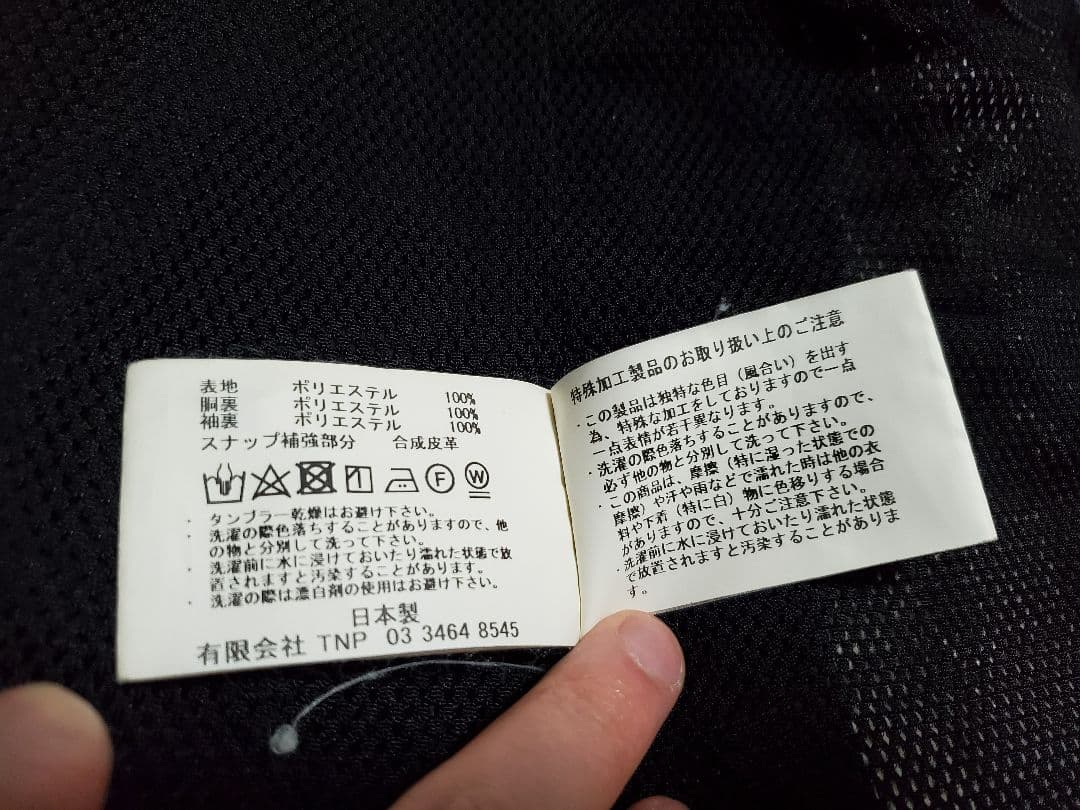 表地 ポリエステル 100%
胴裏 ポリエステル 100%
袖裏 ポリエステル 100%
スナップ補強部分 合成皮革
F W
・タンブラー乾燥はお避け下さい。
・洗濯の際色落ちすることがありますので、他
の物と分別して洗って下さい。
・洗濯前に水に浸けておいたり濡れた状態で放
置されますと汚染することがあります。
・洗濯の際は漂白剤の使用はお避け下さい。
日本製
有限会社 TNP 03 3464 8545
特殊加工製品のお取り扱い上のご注意
・この製品は独特な色目（風合い）を出す
為、特殊な加工をしておりますので一点
一点表情が若干異なります。
・洗濯の際色落ちすることがありますので、
必ず他の物と分別して洗って下さい。
・この商品は、摩擦（特に湿った状態での
摩擦）や汗や雨などで濡れた時は他の衣
料や下着（特に白）物に色移りする場合
がありますので、十分ご注意下さい。
・洗濯前に水に浸けておいたり濡れた状態
で放置されますと汚染することがありま
す。